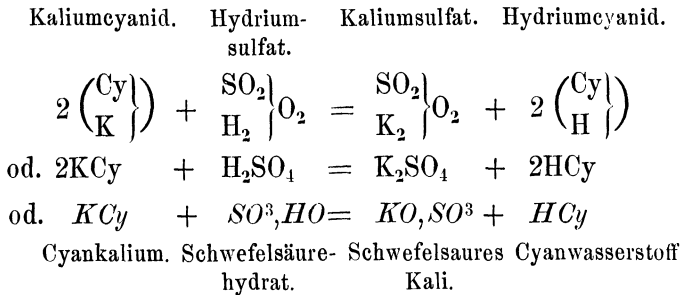 Kaliumcyanid. Hydrium- Kaliumsulfat. Hydriumcyanid.
sulfat.
2 (Cy K}) + SO₂ H₂}O₂ = SO₂ K₂}O₂ + 2 (Cy H})
od. 2KCy + H₂SO₄ = K₂SO₄ + 2HCy
od. KCy + SO³,HO = KO,SO³ + HCy
Cyankalium. Schwefelsäure- Schwefelsaures Cyanwasserstoff
hydrat. Kali.